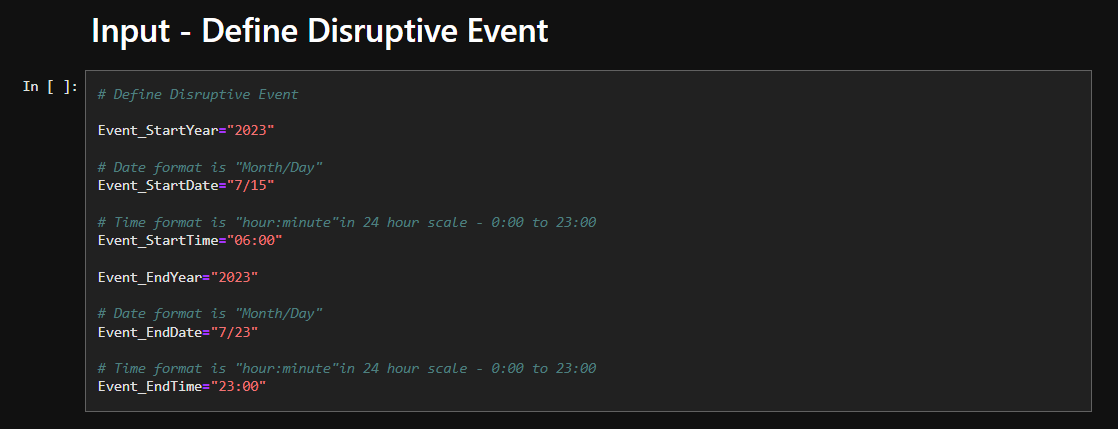 Input - Define Disruptive Event
In [ ]:
# Define Disruptive Event
Event_StartYear="2023"
# Date format is "Month/Day"
Event_StartDate="7/15"
# Time format is "hour:minute"in 24 hour scale - 0:00 to 23:00
Event_StartTime="06:00"
Event_EndYear="2023"
# Date format is "Month/Day"
Event_EndDate="7/23"
# Time format is "hour:minute"in 24 hour scale - 0:00 to 23:00
Event_EndTime="23:00"